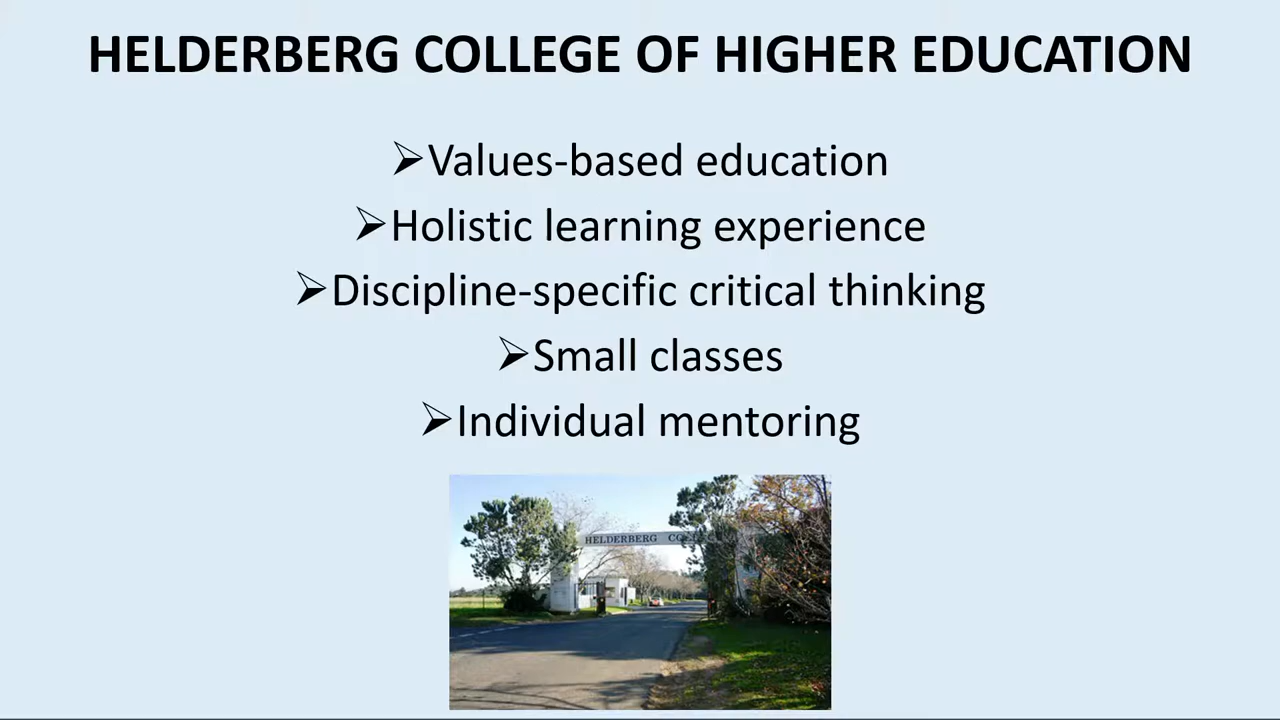 HELDERBERG COLLEGE OF HIGHER EDUCATION
➢Values-based education
➢Holistic learning experience
➢Discipline-specific critical thinking
➢Small classes
➢Individual mentoring
HELDERBERG